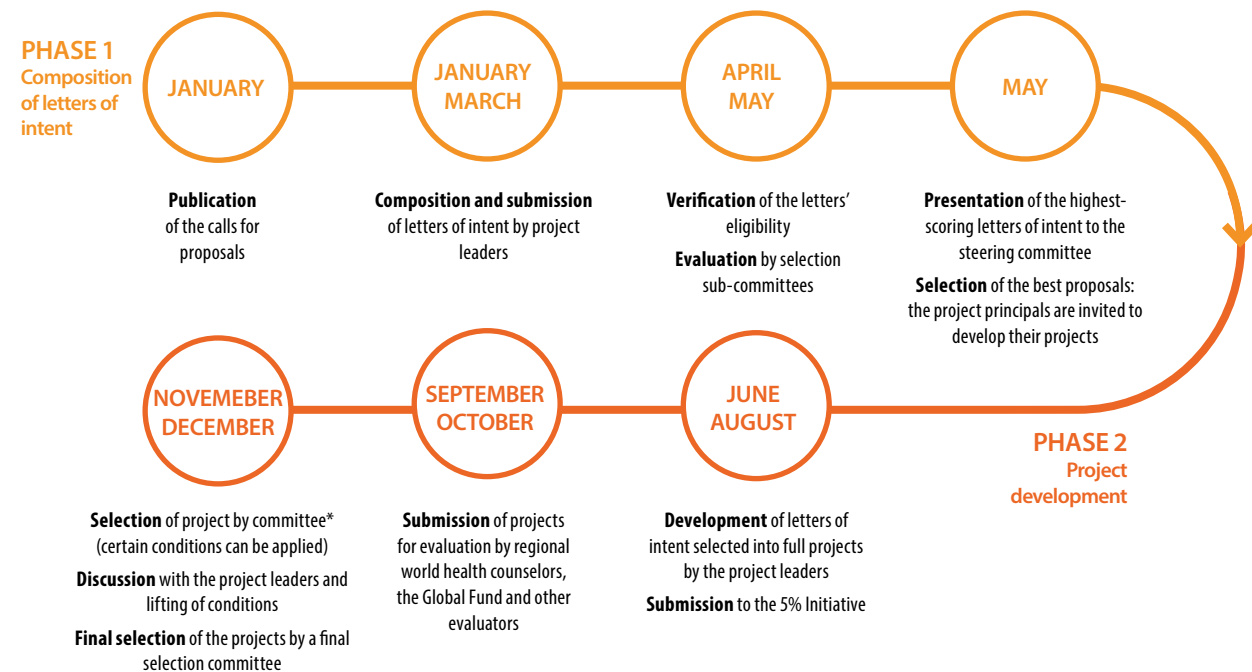 PHASE 1
Composition
of letters of
intent
JANUARY
JANUARY
MARCH
APRIL
MAY
MAY
Publication
of the calls for
proposals
Composition and submission
of letters of intent by project
leaders
Verification of the letters’
eligibility
Evaluation by selection
sub-committees
Presentation of the highest-
scoring letters of intent to the
steering committee
Selection of the best proposals:
the project principals are invited to
develop their projects
PHASE 2
Project
development
JUNE
AUGUST
Development of letters of
intent selected into full projects
by the project leaders
Submission to the 5% Initiative
SEPTEMBER
OCTOBER
Submission of projects
for evaluation by regional
world health counselors,
the Global Fund and other
evaluators
NOVEMEBER
DECEMBER
Selection of project by committee*
(certain conditions can be applied)
Discussion with the project leaders and
lifting of conditions
Final selection of the projects by a final
selection committee